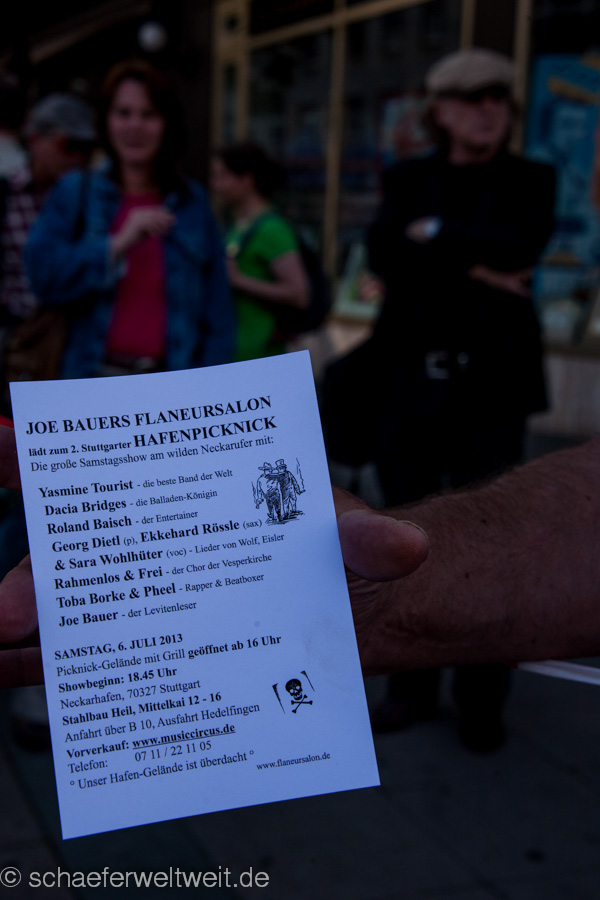 JOE BAUERS FLANEURSALON
lädt zum 2. Stuttgarter HAFENPICKNICK
Die große Samstagsshow am wilden Neckarufer mit:
Yasmine Tourist - die beste Band der Welt
Dacia Bridges - die Balladen-Königin
Roland Baisch - der Entertainer
Georg Dietl (p), Ekkehard Rössle (sax)
& Sara Wohlhüter (voc) - Lieder von Wolf, Eisler
Rahmenlos & Frei - der Chor der Vesperkirche
Toba Borke & Pheel - Rapper & Beatboxer
Joe Bauer - der Levitenleser
SAMSTAG, 6. JULI 2013
Picknick-Gelände mit Grill geöffnet ab 16 Uhr
Showbeginn: 18.45 Uhr
Neckarhafen, 70327 Stuttgart
Stahlbau Heil, Mittelkai 12 - 16
Anfahrt über B 10, Ausfahrt Hedelfingen
Vorverkauf: www.musiccircus.de
Telefon: 07 11 / 22 11 05
° Unser Hafen-Gelände ist überdacht °
www.flaneursalon.de
© schaeferweltweit.de